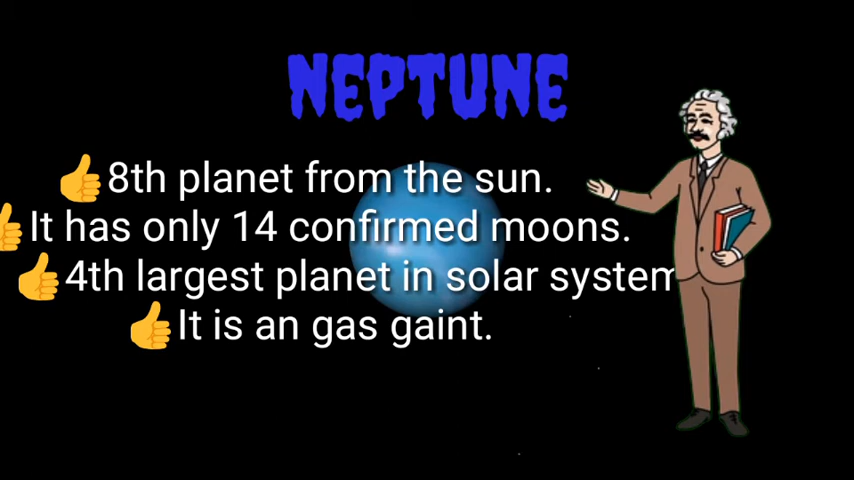 NEPTUNE
👍8th planet from the sun.
👍It has only 14 confirmed moons.
👍4th largest planet in solar system
👍It is an gas gaint.